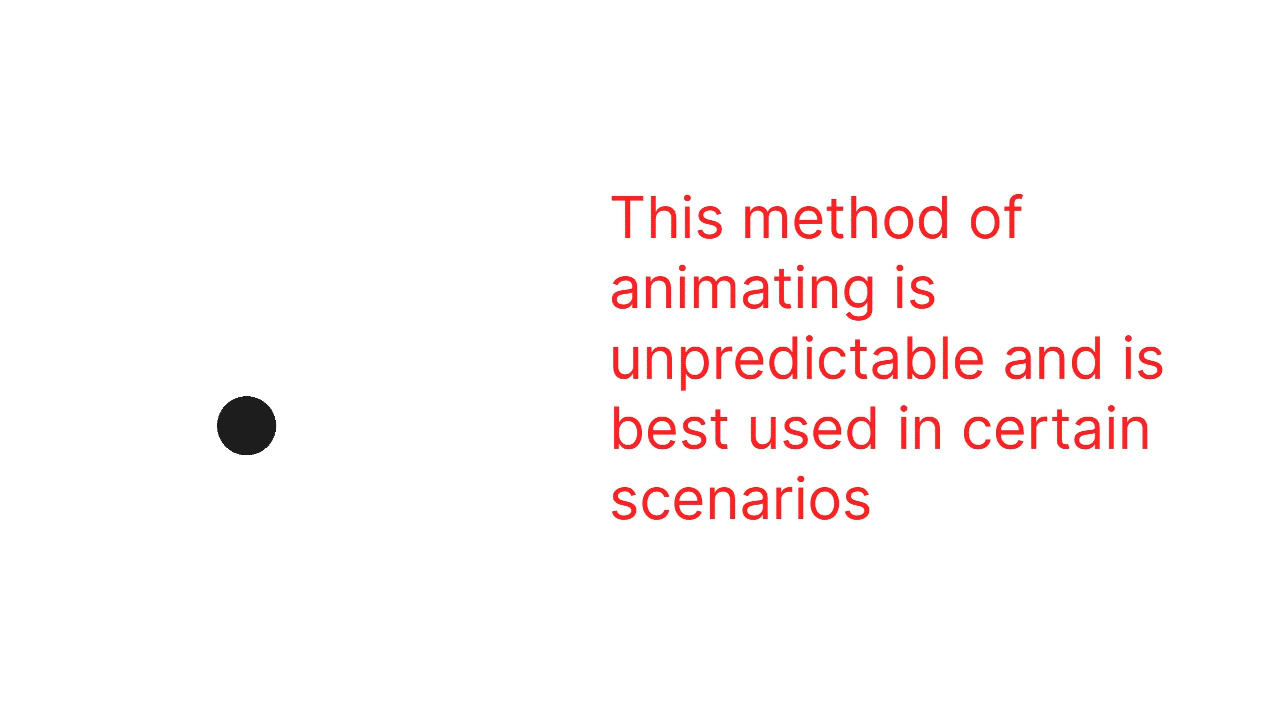 This method of
animating is
unpredictable and is
best used in certain
scenarios